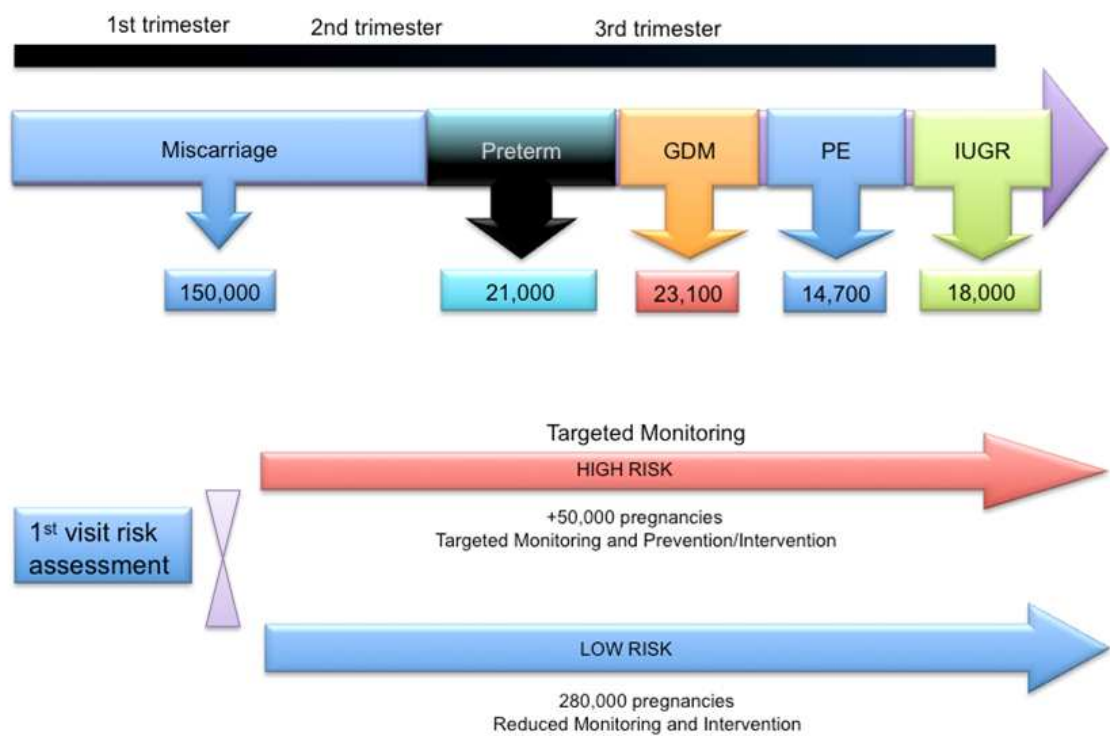 1st trimester 2nd trimester 3rd trimester
Miscarriage Preterm GDM PE IUGR
150,000 21,000 23,100 14,700 18,000
Targeted Monitoring
HIGH RISK
+50,000 pregnancies
Targeted Monitoring and Prevention/Intervention
1st visit risk
assessment
LOW RISK
280,000 pregnancies
Reduced Monitoring and Intervention